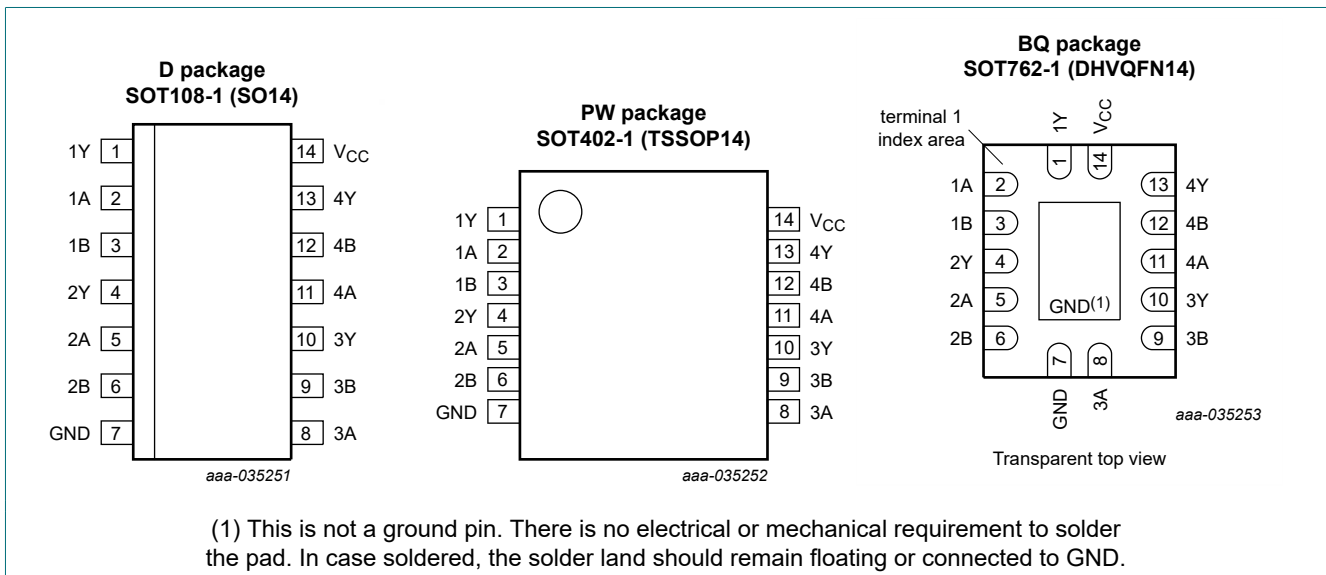 D package
SOT108-1 (SO14)
1Y 1 14 VCC
1A 2 13 4Y
1B 3 12 4B
2Y 4 11 4A
2A 5 10 3Y
2B 6 9 3B
GND 7 8 3A
aaa-035251
PW package
SOT402-1 (TSSOP14)
1Y 1 14 VCC
1A 2 13 4Y
1B 3 12 4B
2Y 4 11 4A
2A 5 10 3Y
2B 6 9 3B
GND 7 8 3A
aaa-035252
BQ package
SOT762-1 (DHVQFN14)
terminal 1
index area
1Y VCC
1 14
1A 2 13 4Y
1B 3 12 4B
2Y 4 11 4A
2A 5 10 3Y
GND(1)
2B 6 9 3B
7 8
GND 3A
aaa-035253
Transparent top view
(1) This is not a ground pin. There is no electrical or mechanical requirement to solder
the pad. In case soldered, the solder land should remain floating or connected to GND.